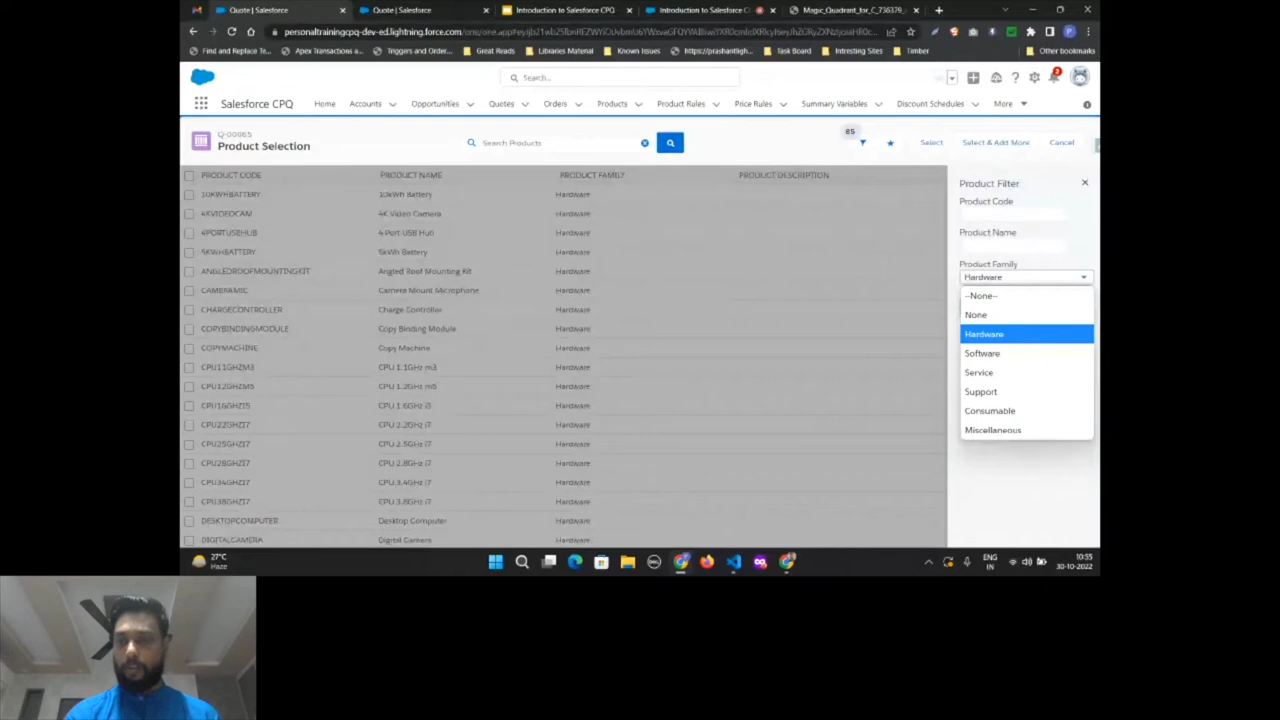 Quote | Salesforce
Quote | Salesforce
Introduction to Salesforce CPQ
Introduction to Salesforce C
Magic_Quadrant_for_C_736379_
Find and Replace Te...
Apex Transactions a...
Triggers and Order...
Great Reads
Libraries Material
Known Issues
https://prashantligh...
Task Board
Intresting Sites
Timber
Other bookmarks
Search...
2
Salesforce CPQ
Home
Accounts
Opportunities
Quotes
Orders
Products
Product Rules
Price Rules
Summary Variables
Discount Schedules
More
Q-00965
Product Selection
Search Products
85
Select
Select & Add More
Cancel
PRODUCT CODE PRODUCT NAME PRODUCT FAMILY PRODUCT DESCRIPTION
10KWHBATTERY 10kWh Battery Hardware
4KVIDEOCAM 4K Video Camera Hardware
4PORTUSEHUB 4 Port USB Hub Hardware
5KWHBATTERY 5kWh Battery Hardware
ANGLEDROOFMOUNTINGKIT Angled Roof Mounting Kit Hardware
CAMERAMIC Camera Mount Microphone Hardware
CHARGECONTROLLER Charge Controller Hardware
COPYBINDINGMODULE Copy Binding Module Hardware
COPYMACHINE Copy Machine Hardware
CPU11GHZM3 CPU 1.1GHz m3 Hardware
CPU12GHZM5 CPU 1.2GHz m5 Hardware
CPU16GHZI5 CPU 1.6GHz i5 Hardware
CPU22GHZI7 CPU 2.2GHz i7 Hardware
CPU25GHZI7 CPU 2.5GHz i7 Hardware
CPU28GHZI7 CPU 2.8GHz i7 Hardware
CPU34GHZI7 CPU 3.4GHz i7 Hardware
CPU38GHZI7 CPU 3.8GHz i7 Hardware
DESKTOPCOMPUTER Desktop Computer Hardware
DIGITALCAMERA Digital Camera Hardware
Product Filter
Product Code
Product Name
Product Family
Hardware
--None--
None
Hardware
Software
Service
Support
Consumable
Miscellaneous
27°C
Haze
ENG
IN
10:55
30-10-2022